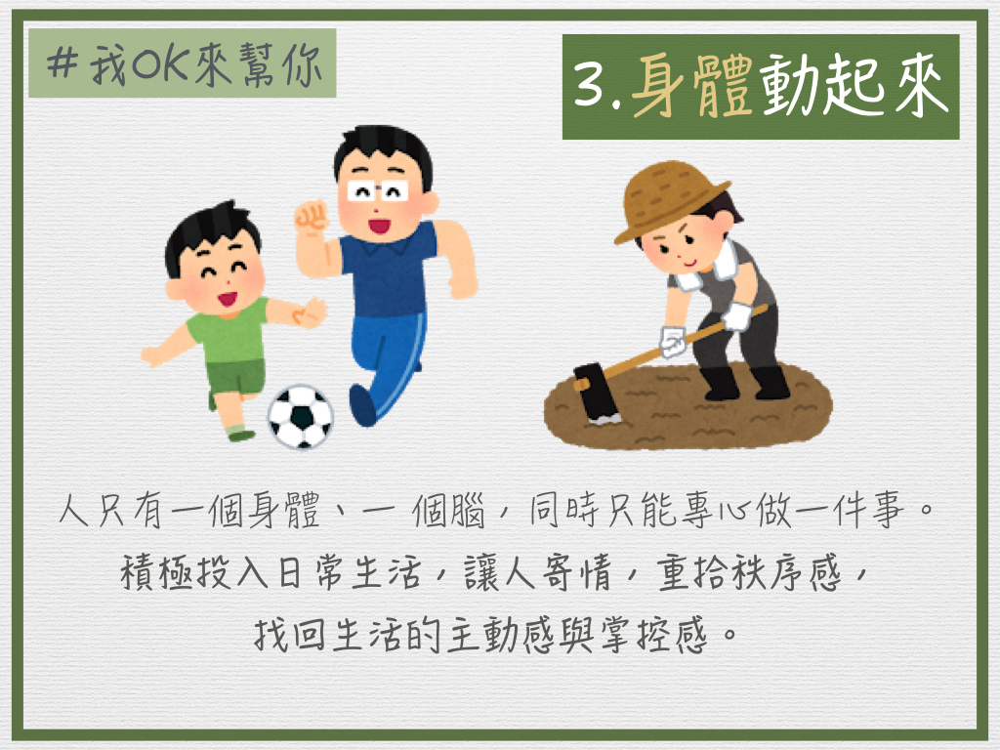 #我OK來幫你
3.身體動起來
人只有一個身體、一 個腦，同時只能專心做一件事。
積極投入日常生活，讓人寄情，重拾秩序感，
找回生活的主動感與掌控感。